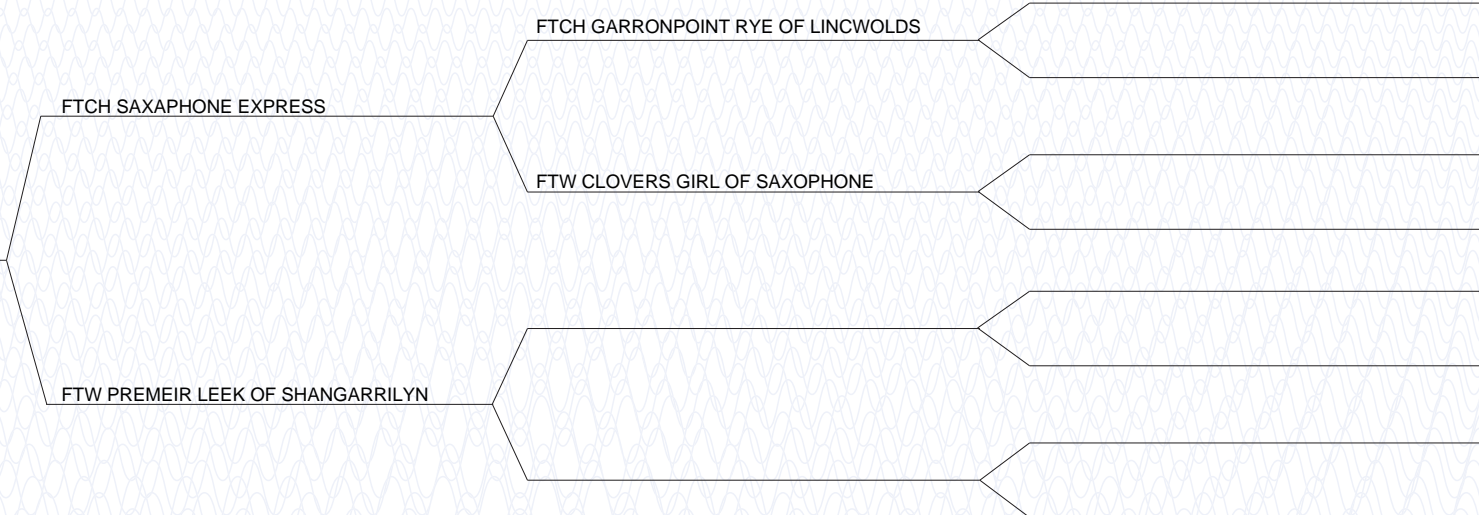 FTCH GARRONPOINT RYE OF LINCWOLDS
FTCH SAXAPHONE EXPRESS
FTW CLOVERS GIRL OF SAXOPHONE
FTW PREMEIR LEEK OF SHANGARRILYN